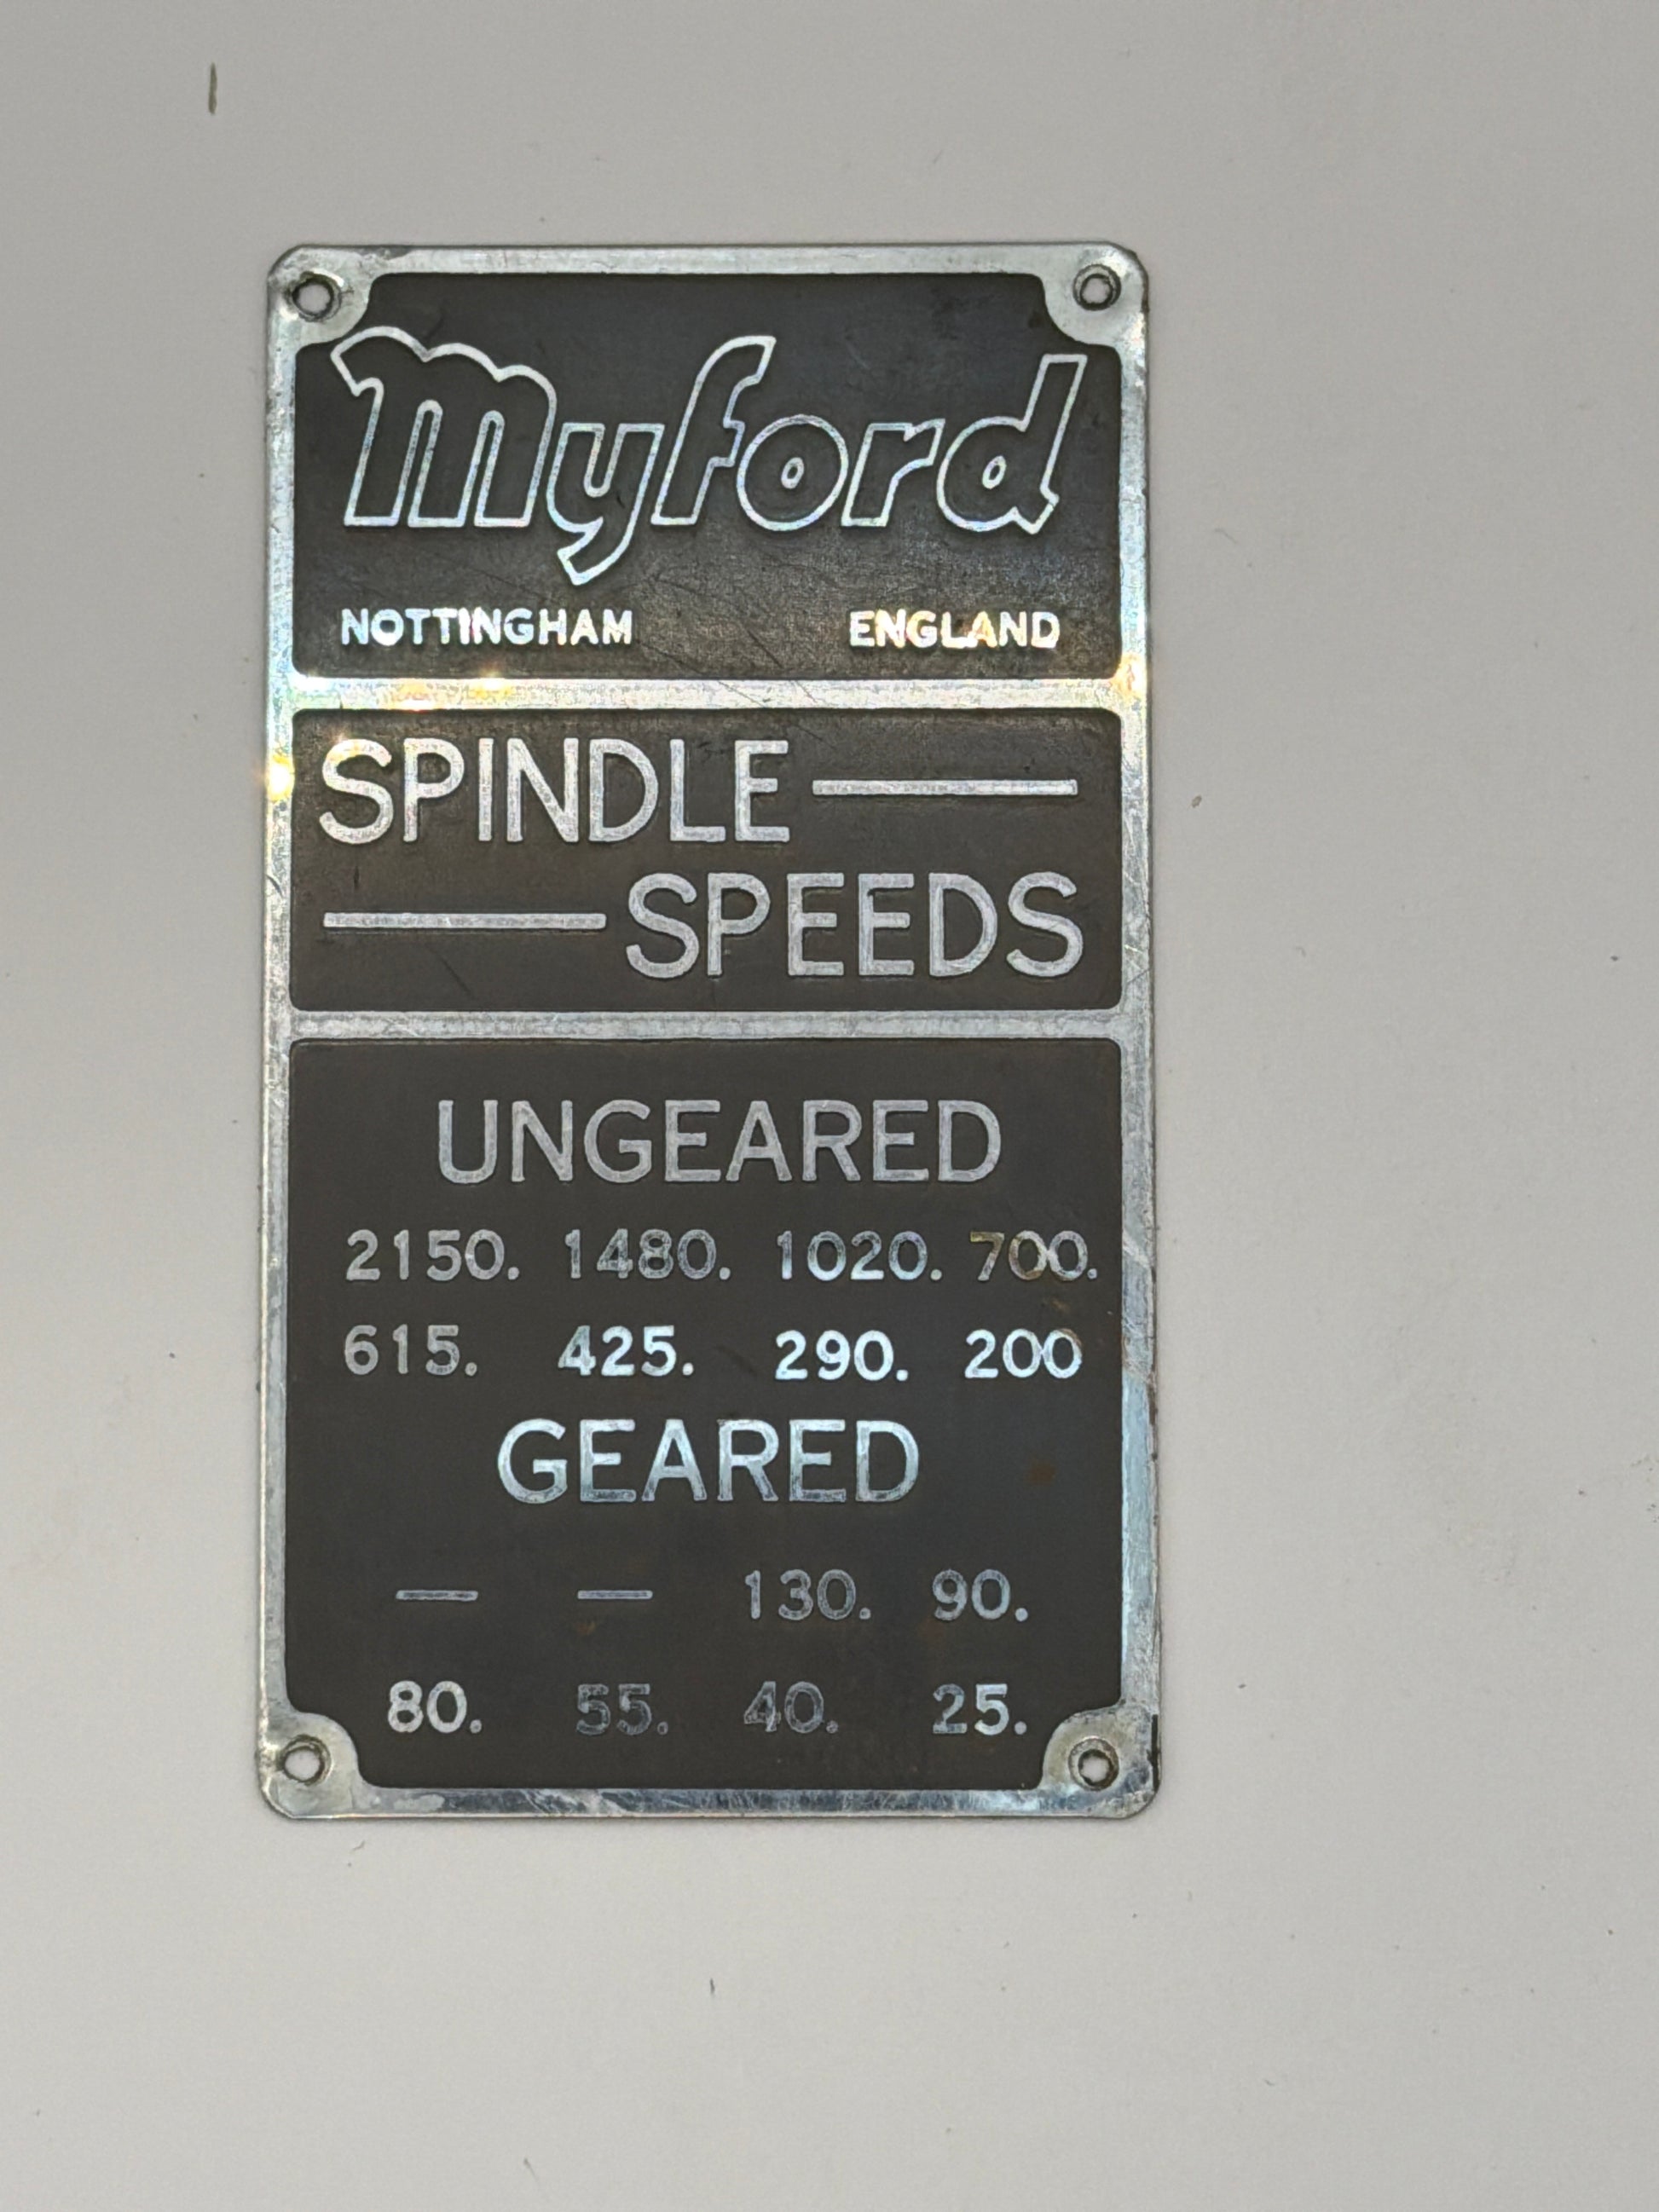 Myford
NOTTINGHAM ENGLAND
SPINDLE —
— SPEEDS
UNGEARED
2150. 1480. 1020. 700.
615. 425. 290. 200
GEARED
— — 130. 90.
80. 55. 40. 25.